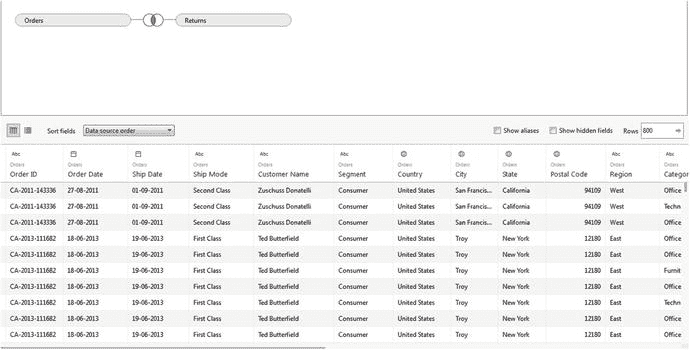 Orders Returns
Sort fields Data source order Show aliases Show hidden fields Rows 800
Abc Abc Abc Abc Abc Abc
Orders Orders Orders Orders Orders Orders Orders Orders Orders Orders Orders Orders
Order ID Order Date Ship Date Ship Mode Customer Name Segment Country City State Postal Code Region Categor
CA-2011-143336 27-08-2011 01-09-2011 Second Class Zuschuss Donatelli Consumer United States San Francis... California 94109 West Office
CA-2011-143336 27-08-2011 01-09-2011 Second Class Zuschuss Donatelli Consumer United States San Francis... California 94109 West Techn
CA-2011-143336 27-08-2011 01-09-2011 Second Class Zuschuss Donatelli Consumer United States San Francis... California 94109 West Office
CA-2013-111682 18-06-2013 19-06-2013 First Class Ted Butterfield Consumer United States Troy New York 12180 East Office
CA-2013-111682 18-06-2013 19-06-2013 First Class Ted Butterfield Consumer United States Troy New York 12180 East Office
CA-2013-111682 18-06-2013 19-06-2013 First Class Ted Butterfield Consumer United States Troy New York 12180 East Furnit
CA-2013-111682 18-06-2013 19-06-2013 First Class Ted Butterfield Consumer United States Troy New York 12180 East Office
CA-2013-111682 18-06-2013 19-06-2013 First Class Ted Butterfield Consumer United States Troy New York 12180 East Techn
CA-2013-111682 18-06-2013 19-06-2013 First Class Ted Butterfield Consumer United States Troy New York 12180 East Office
CA-2013-111682 18-06-2013 19-06-2013 First Class Ted Butterfield Consumer United States Troy New York 12180 East Office